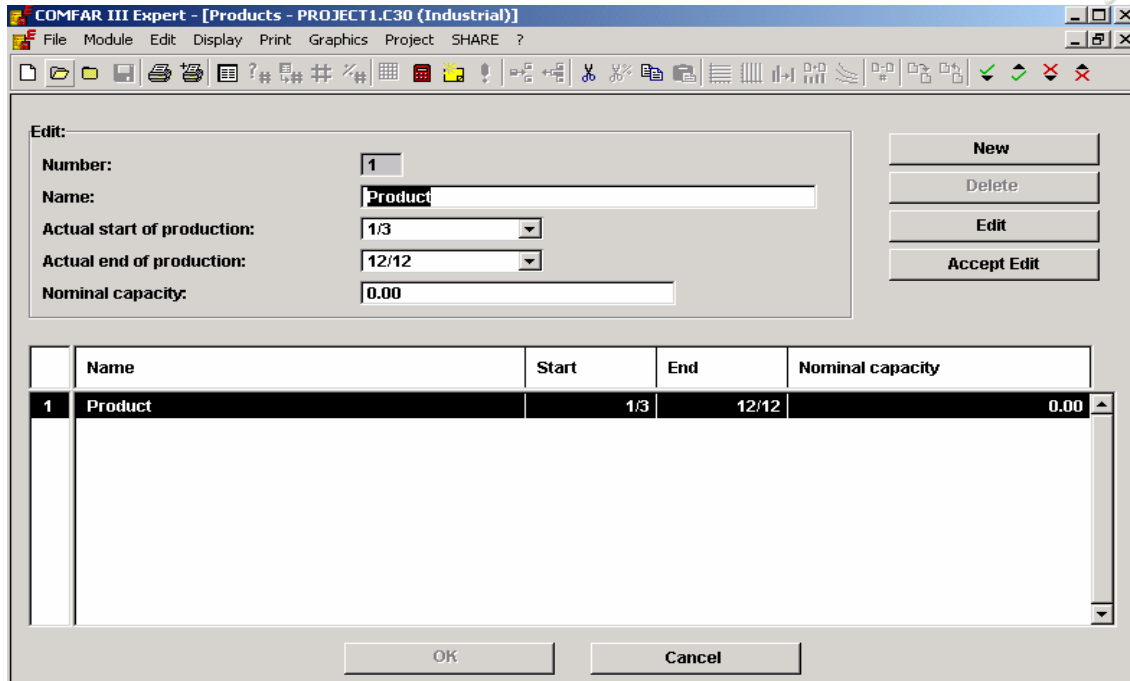 COMFAR III Expert - [Products - PROJECT1.C30 (Industrial)]
File Module Edit Display Print Graphics Project SHARE ?
Edit:
Number: 1
Name: Product
Actual start of production: 1/3
Actual end of production: 12/12
Nominal capacity: 0.00
New
Delete
Edit
Accept Edit
Name Start End Nominal capacity
1 Product 1/3 12/12 0.00
OK Cancel